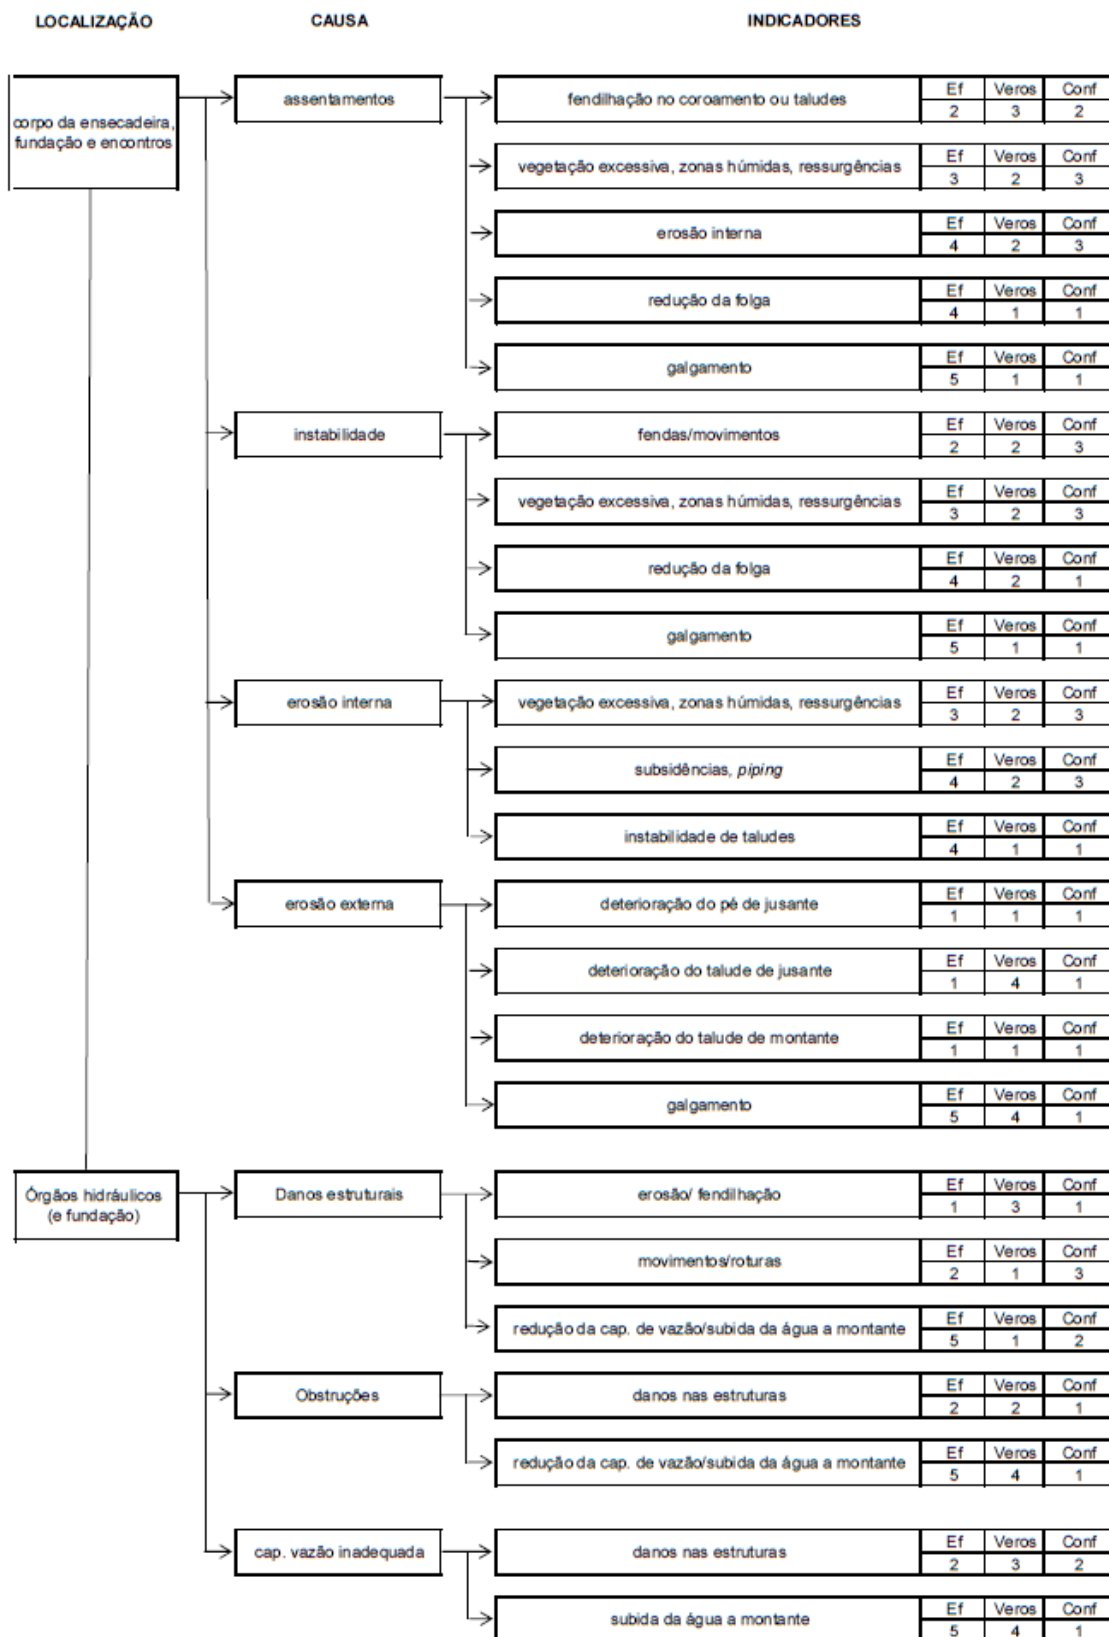 LOCALIZAÇÃO CAUSA INDICADORES
corpo da ensecadeira,
fundação e encontros
assentamentos
fendilhação no coroamento ou taludes
Ef Veros Conf
2 3 2
vegetação excessiva, zonas húmidas, ressurgências
Ef Veros Conf
3 2 3
erosão interna
Ef Veros Conf
4 2 3
redução da folga
Ef Veros Conf
4 1 1
galgamento
Ef Veros Conf
5 1 1
instabilidade
fendas/movimentos
Ef Veros Conf
2 2 3
vegetação excessiva, zonas húmidas, ressurgências
Ef Veros Conf
3 2 3
redução da folga
Ef Veros Conf
4 2 1
galgamento
Ef Veros Conf
5 1 1
erosão interna
vegetação excessiva, zonas húmidas, ressurgências
Ef Veros Conf
3 2 3
subsidências, piping
Ef Veros Conf
4 2 3
instabilidade de taludes
Ef Veros Conf
4 1 1
erosão externa
deterioração do pé de jusante
Ef Veros Conf
1 1 1
deterioração do talude de jusante
Ef Veros Conf
1 4 1
deterioração do talude de montante
Ef Veros Conf
1 1 1
galgamento
Ef Veros Conf
5 4 1
Órgãos hidráulicos
(e fundação)
Danos estruturais
erosão/ fendilhação
Ef Veros Conf
1 3 1
movimentos/roturas
Ef Veros Conf
2 1 3
redução da cap. de vazão/subida da água a montante
Ef Veros Conf
5 1 2
Obstruções
danos nas estruturas
Ef Veros Conf
2 2 1
redução da cap. de vazão/subida da água a montante
Ef Veros Conf
5 4 1
cap. vazão inadequada
danos nas estruturas
Ef Veros Conf
2 3 2
subida da água a montante
Ef Veros Conf
5 4 1